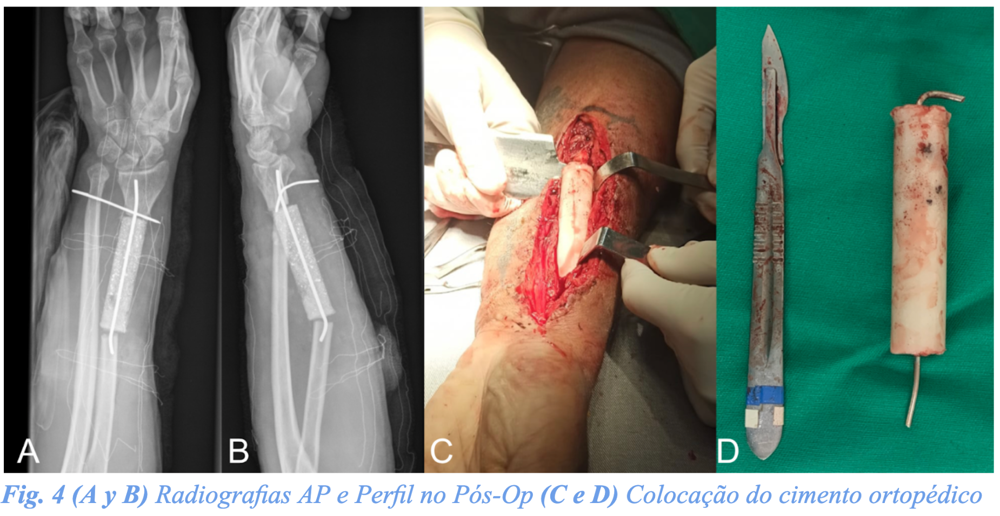 A
B
C
D
Fig. 4 (A y B) Radiografias AP e Perfil no Pós-Op (C e D) Colocação do cimento ortopédico